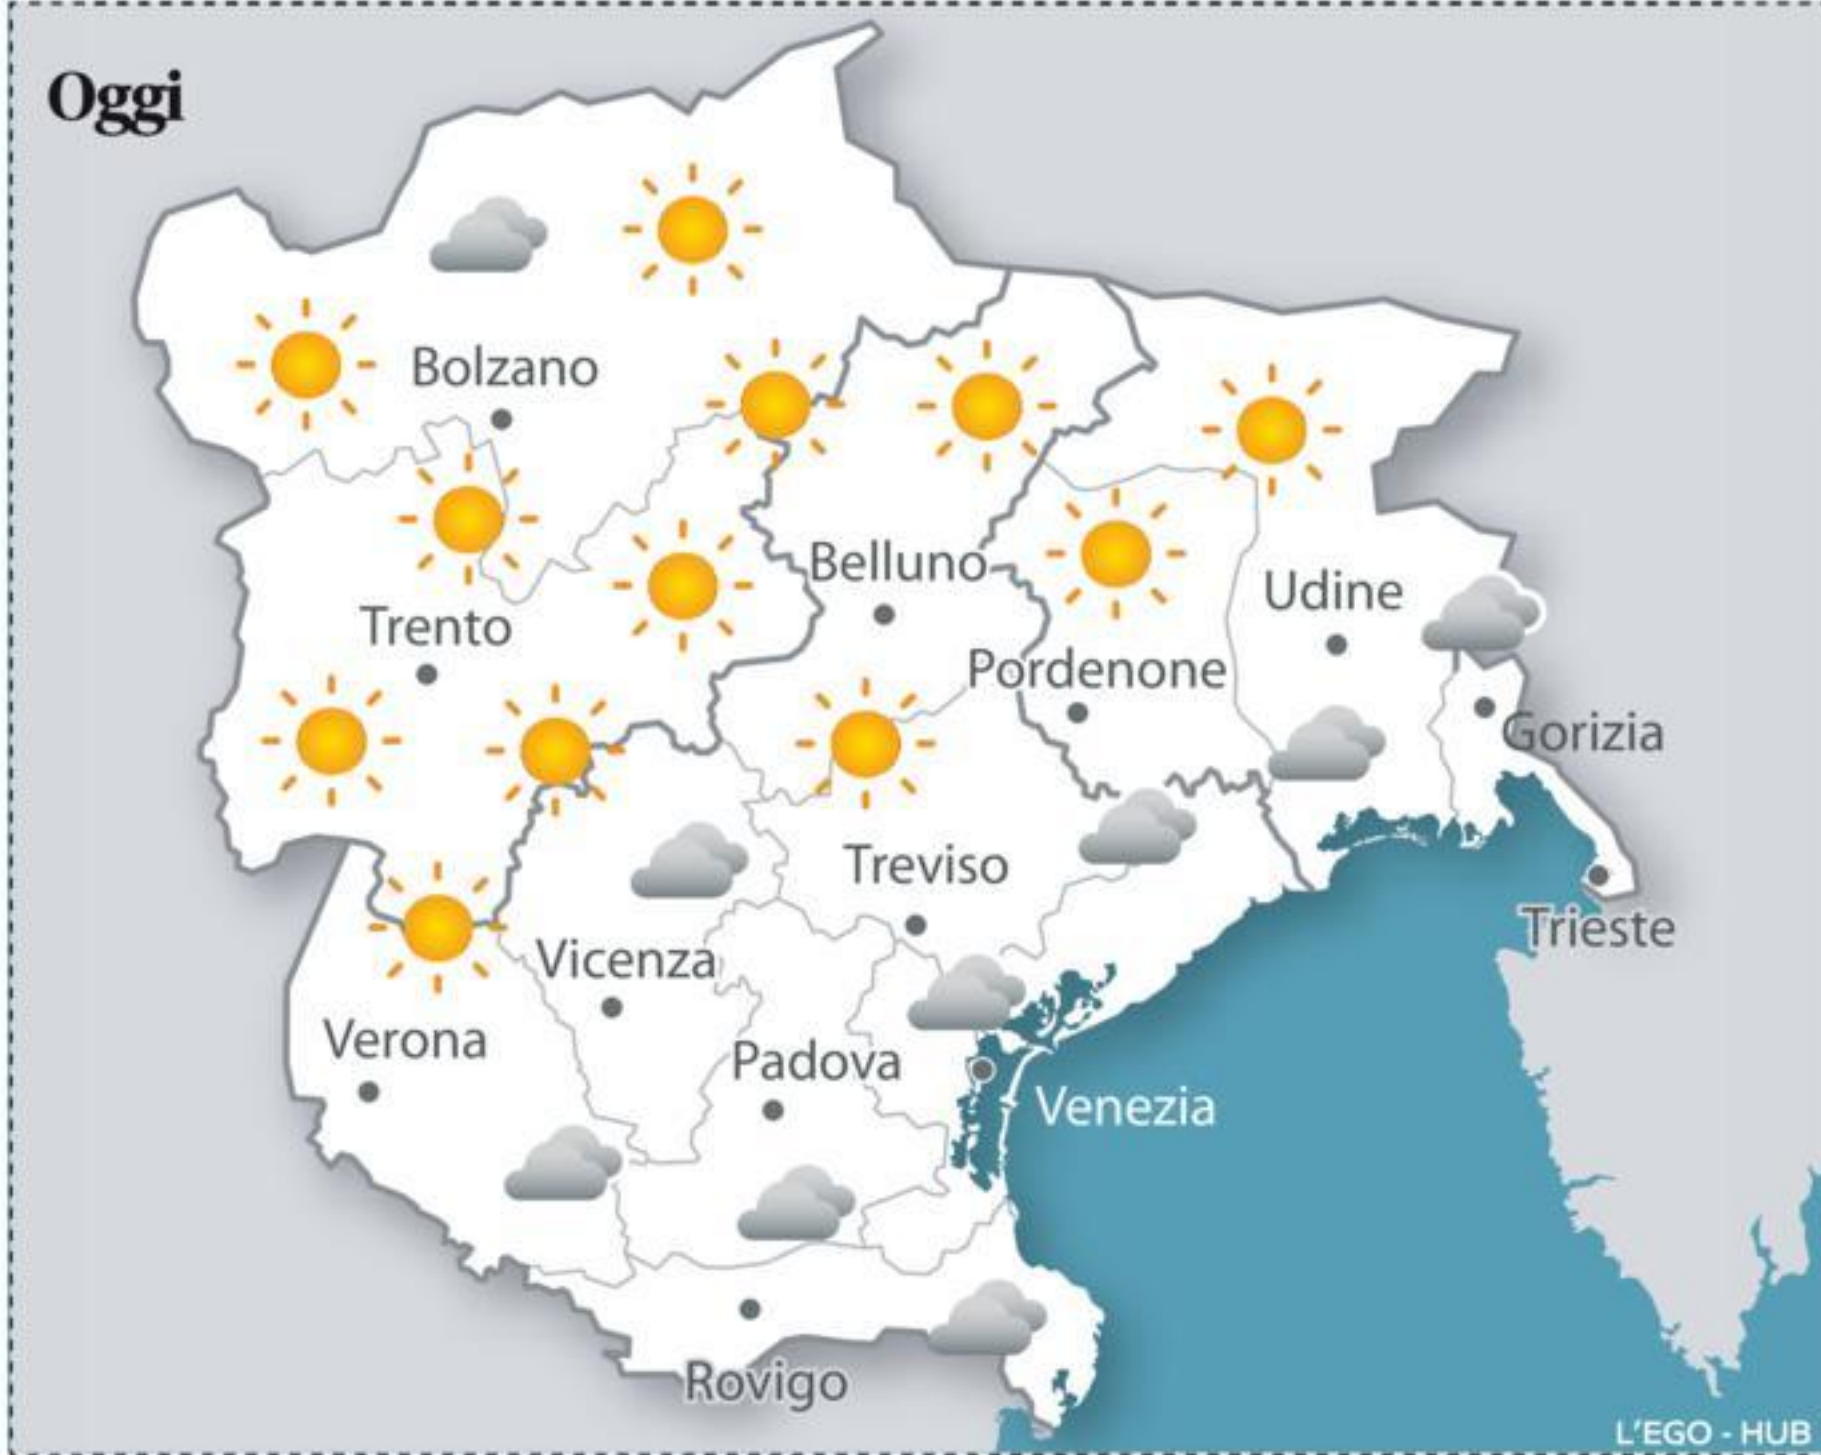 Oggi
Bolzano
Belluno
Udine
Trento
Pordenone
Gorizia
Treviso
Trieste
Vicenza
Verona
Padova
Venezia
Rovigo
L'EGO - HUB